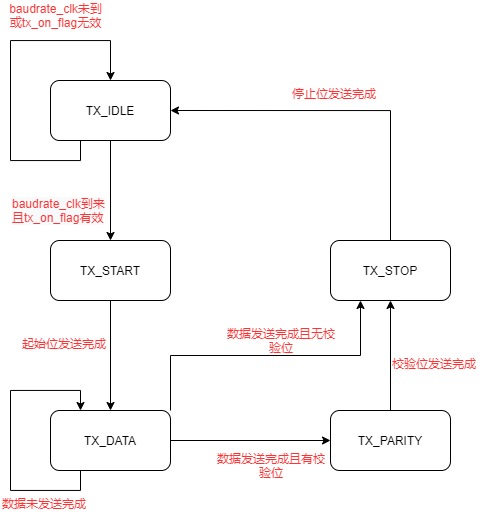 baudrate_clk未到
或tx_on_flag无效
停止位发送完成
TX_IDLE
baudrate_clk到来
且tx_on_flag有效
TX_START
TX_STOP
数据发送完成且无校
验位
起始位发送完成
校验位发送完成
TX_DATA
TX_PARITY
数据发送完成且有校
验位
数据未发送完成